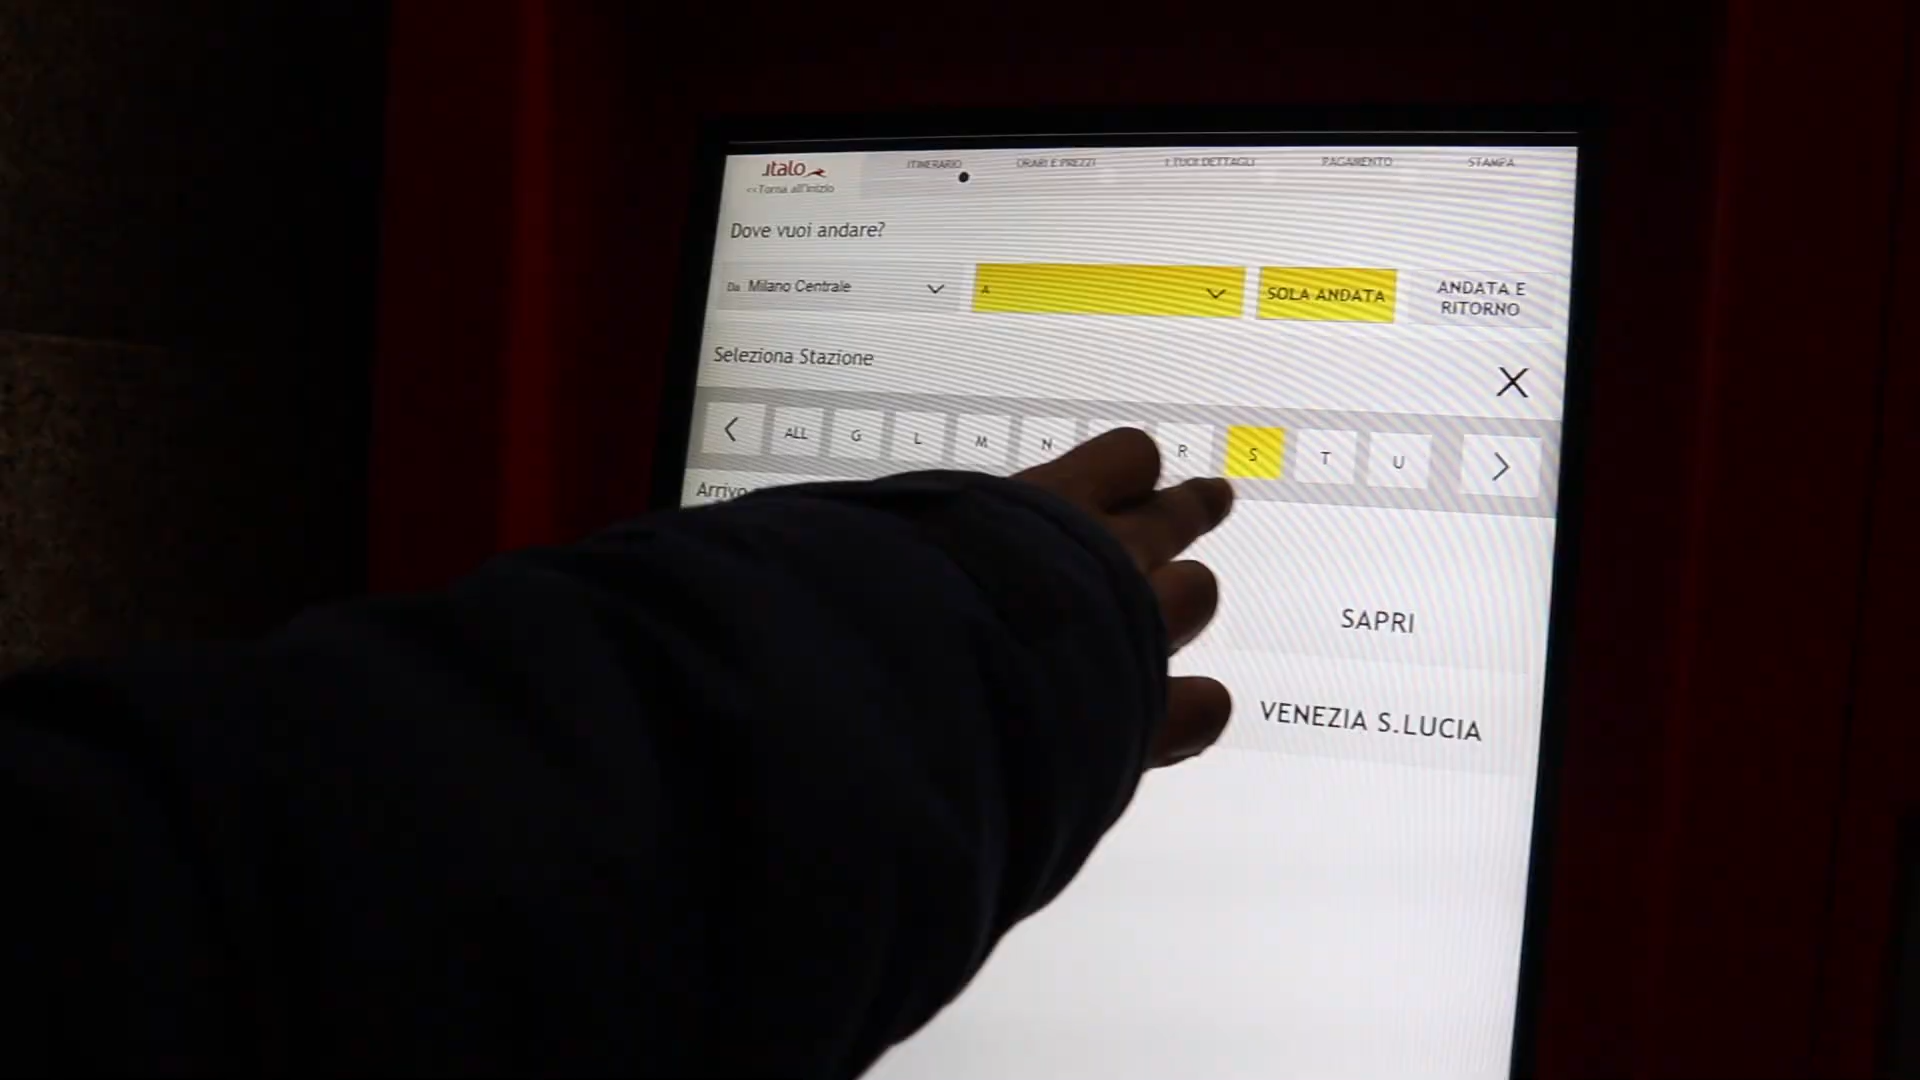 .italo
ITINERARIO
ORARI E PREZZI
I TUOI DETTAGLI
PAGAMENTO
STAMPA
<<Torna all'inizio
Dove vuoi andare?
Da Milano Centrale
A
SOLA ANDATA
ANDATA E
RITORNO
Seleziona Stazione
X
< ALL G L M N R S T U >
Arrivo
SAPRI
VENEZIA S.LUCIA